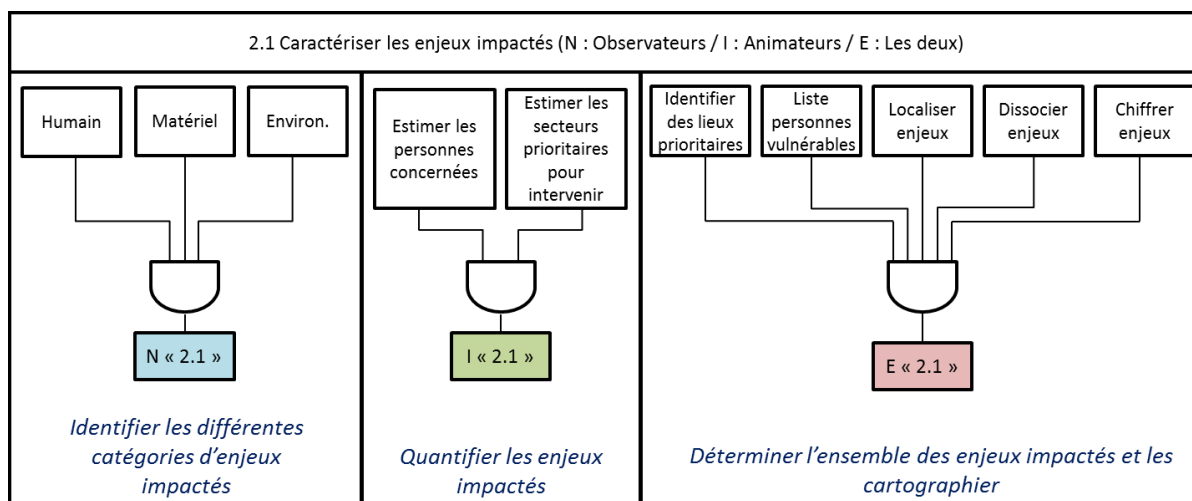 2.1 Caractériser les enjeux impactés (N : Observateurs / I : Animateurs / E : Les deux)
Humain
Matériel
Environ.
N « 2.1 »
Identifier les différentes
catégories d’enjeux
impactés
Estimer les
personnes
concernées
Estimer les
secteurs
prioritaires
pour
intervenir
I « 2.1 »
Quantifier les enjeux
impactés
Identifier
des lieux
prioritaires
Liste
personnes
vulnérables
Localiser
enjeux
Dissocier
enjeux
Chiffrer
enjeux
E « 2.1 »
Déterminer l’ensemble des enjeux impactés et les
cartographier